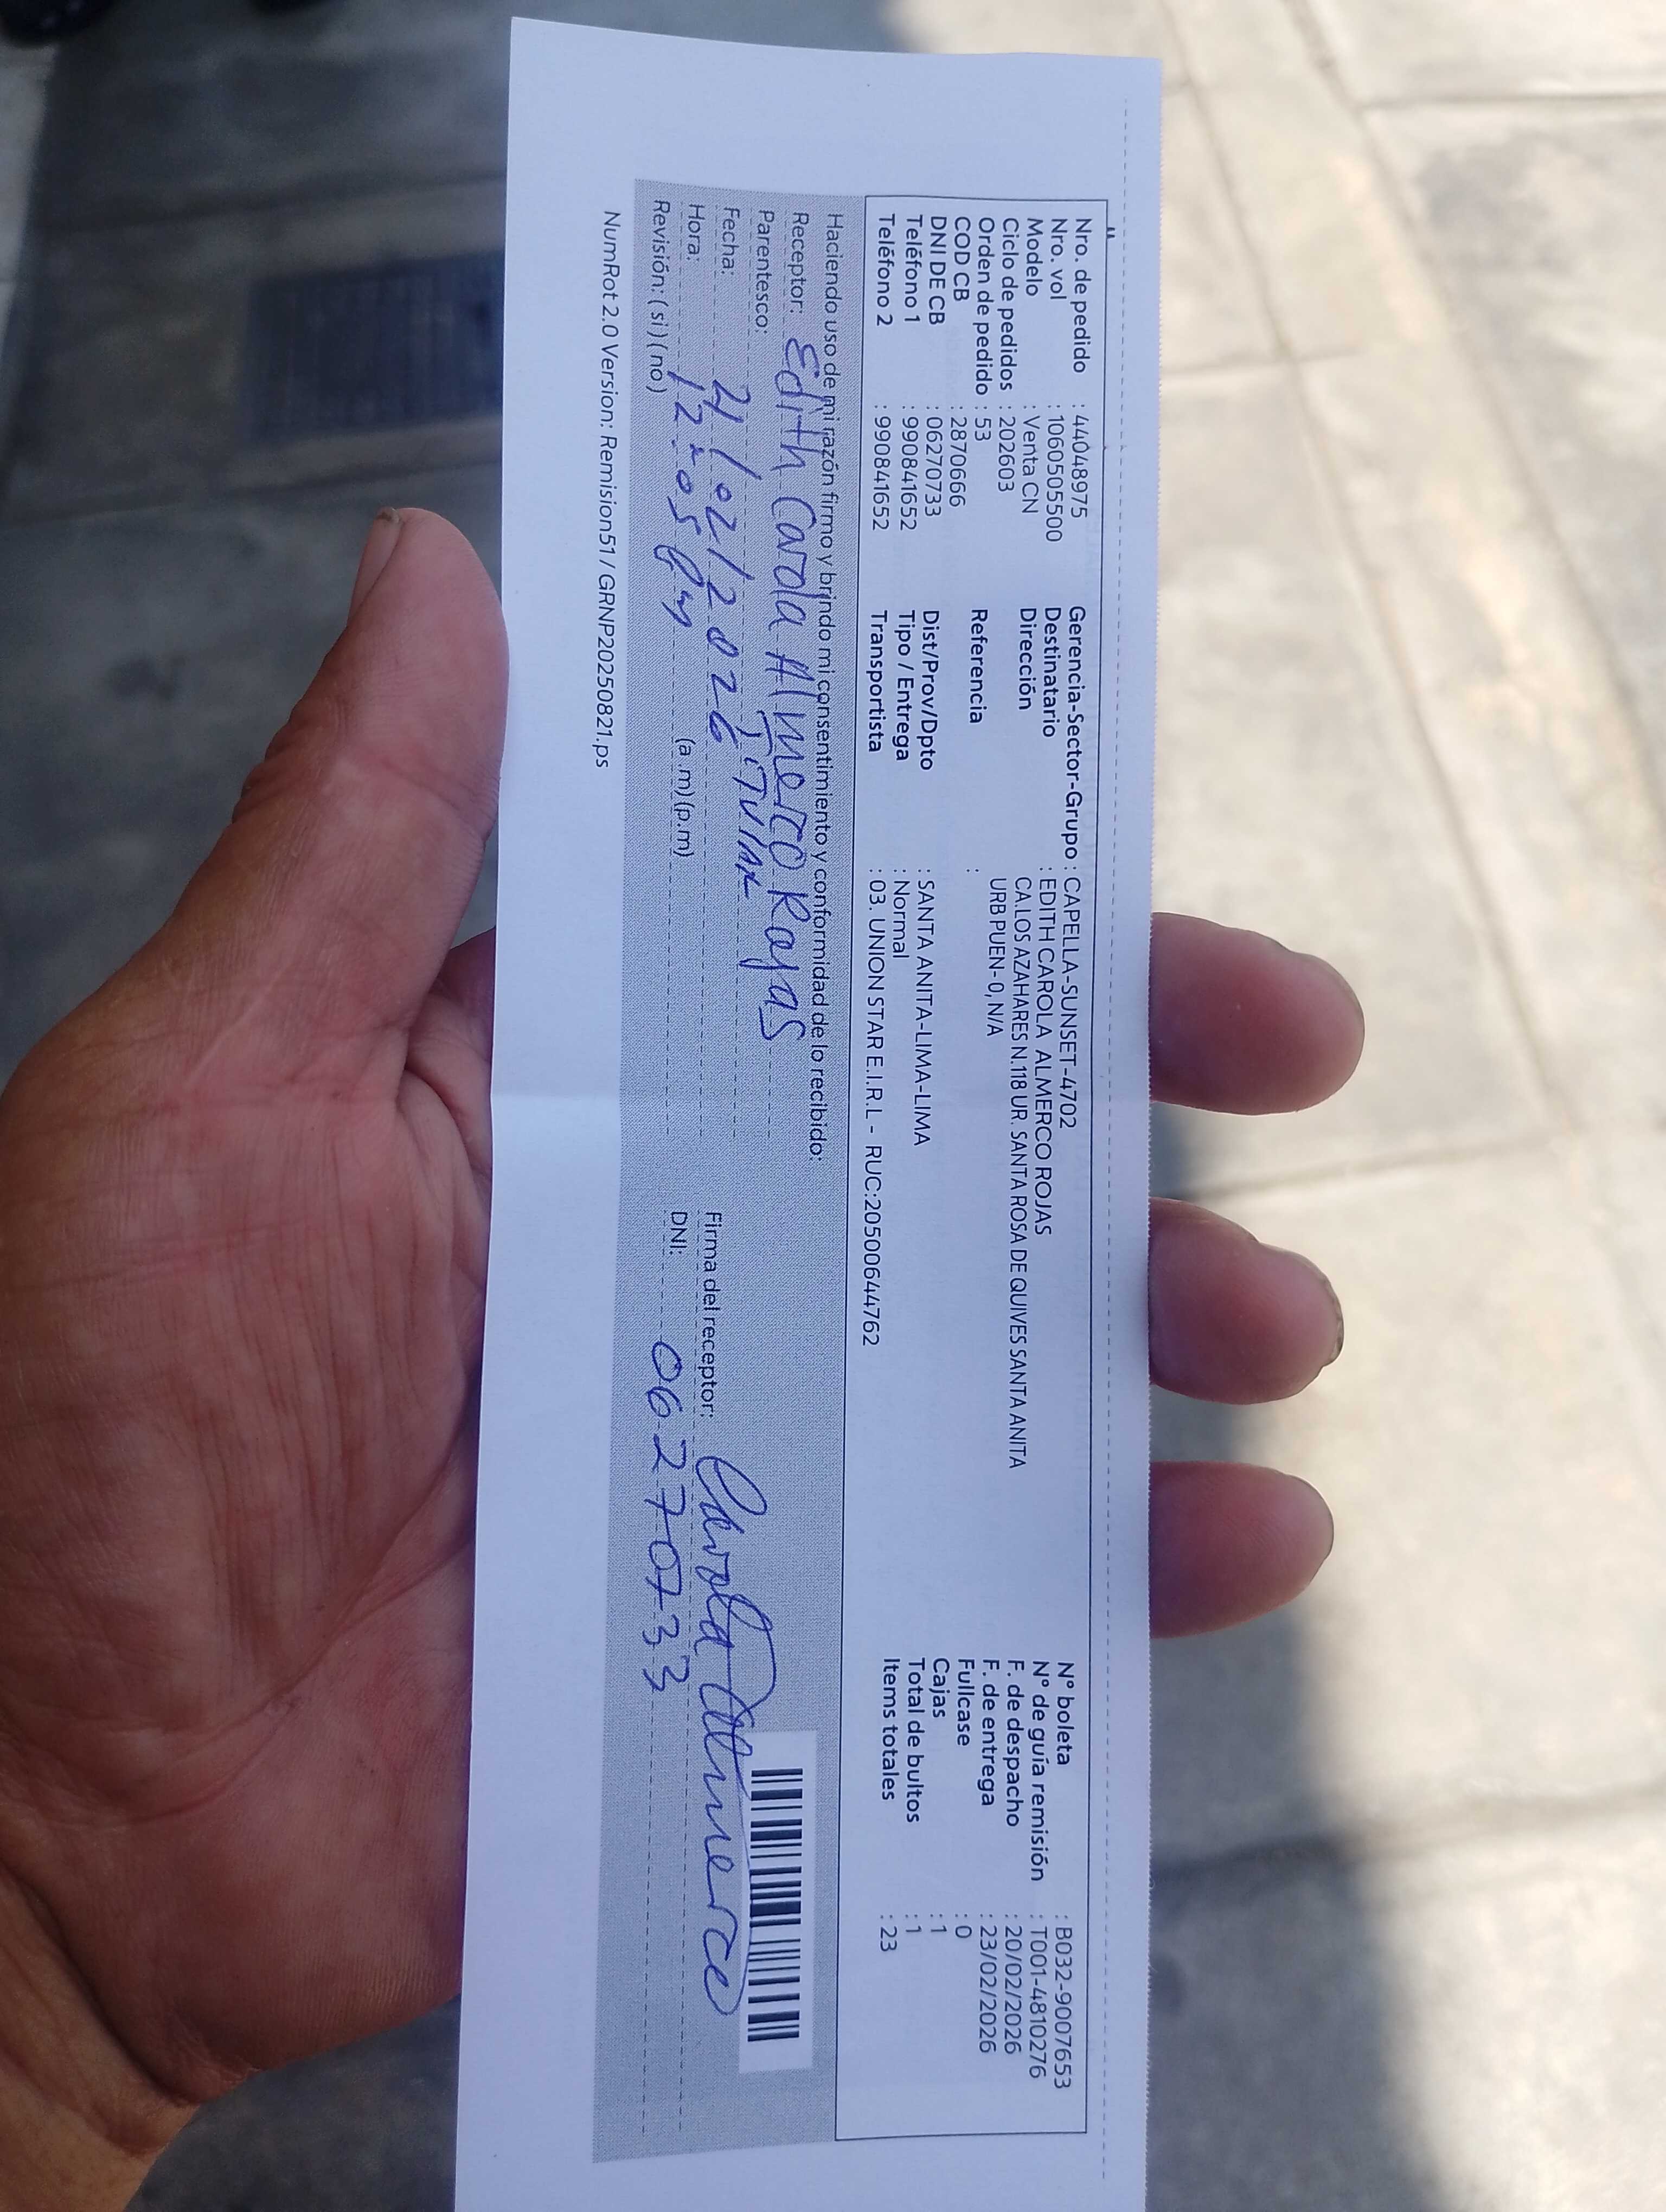 Nro. de pedido : 44048975
Nro. vol : 1060505500
Modelo : Venta CN
Ciclo de pedidos : 202603
Orden de pedido : 53
COD CB : 2870666
DNI DE CB : 06270733
Teléfono 1 : 990841652
Teléfono 2 : 990841652
Gerencia-Sector-Grupo : CAPELLA-SUNSET-4702
Destinatario : EDITH CAROLA ALMERCO ROJAS
Dirección CA.LOS AZAHARES N.118 UR. SANTA ROSA DE QUIVES SANTA ANITA
URB PUEN- 0, N/A
Referencia :
Dist/Prov/Dpto : SANTA ANITA-LIMA-LIMA
Tipo / Entrega : Normal
Transportista : 03. UNION STAR E.I.R.L - RUC:20500644762
N° boleta : B032-9007653
N° de guía remisión : T001-4810276
F. de despacho : 20/02/2026
F. de entrega : 23/02/2026
Fullcase : 0
Cajas : 1
Total de bultos : 1
Items totales : 23
Haciendo uso de mi razón firmo y brindo mi consentimiento y conformidad de lo recibido:
Receptor: Edith Carola Almerco Rojas
Parentesco: Titular
Fecha: 21/02/2026
Hora: 12:05 pm (a .m)(p.m)
Revisión: ( si ) ( no )
Firma del receptor: Carola Almerco
DNI: 06270733
NumRot 2.0 Version: Remision51 / GRNP20250821.ps